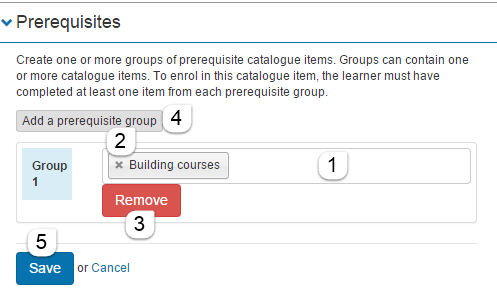 Prerequisites
Create one or more groups of prerequisite catalogue items. Groups can contain one
or more catalogue items. To enrol in this catalogue item, the learner must have
completed at least one item from each prerequisite group.
Add a prerequisite group 4
2
Group
1
× Building courses 1
Remove
3
5
Save or Cancel